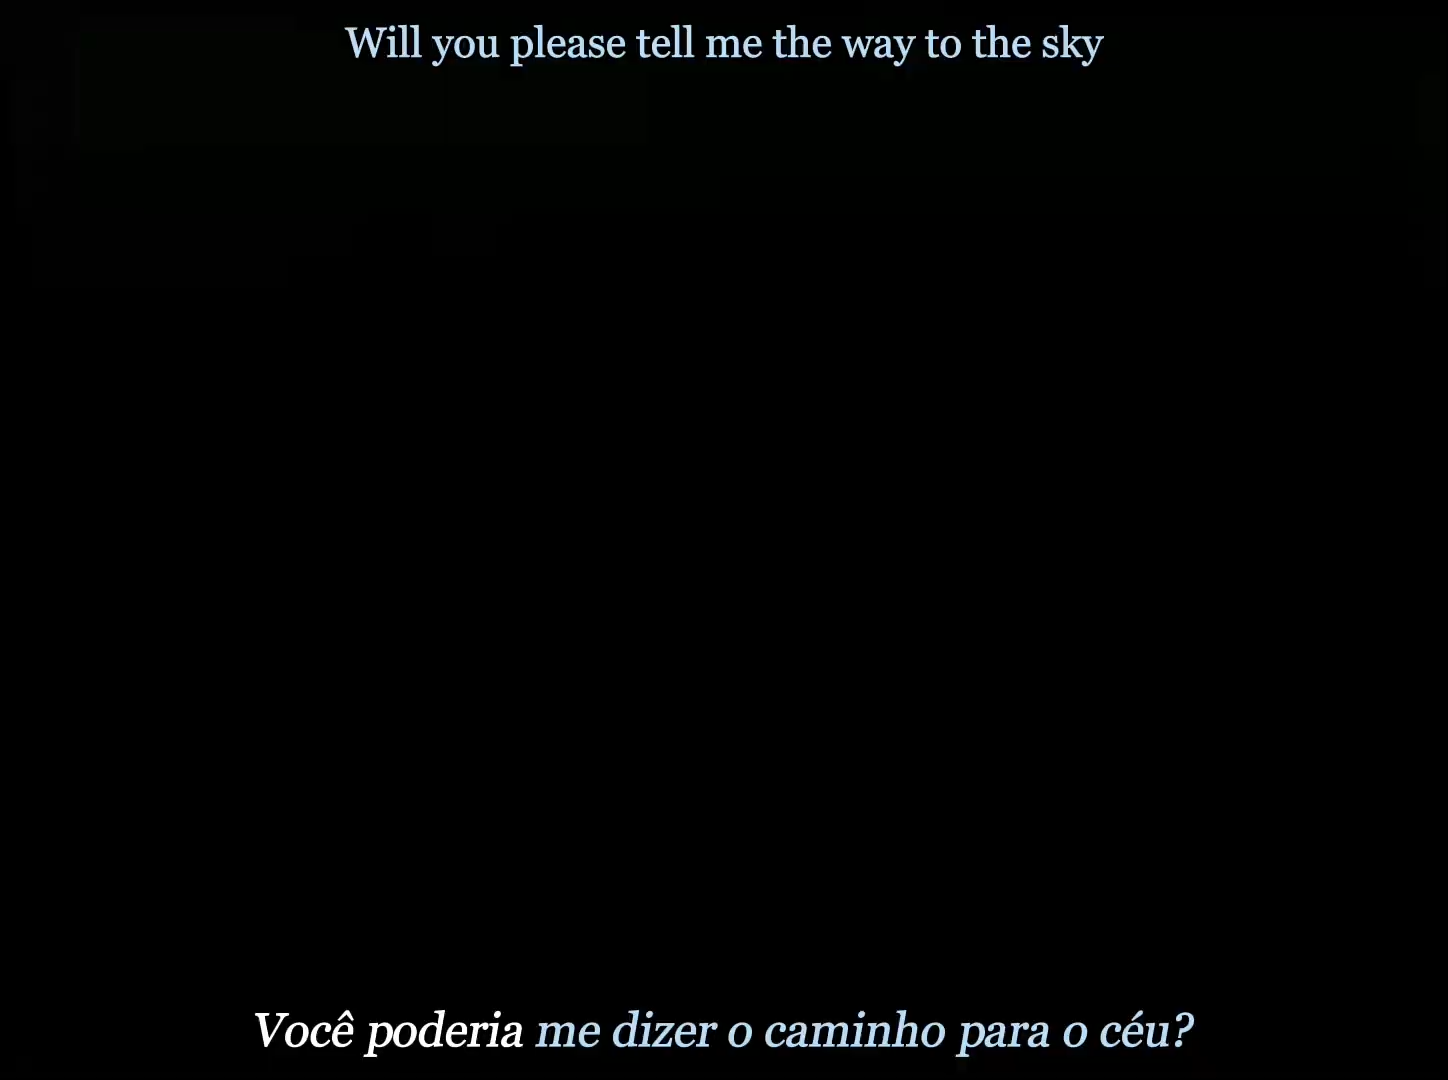 Will you please tell me the way to the sky
Você poderia me dizer o caminho para o céu?